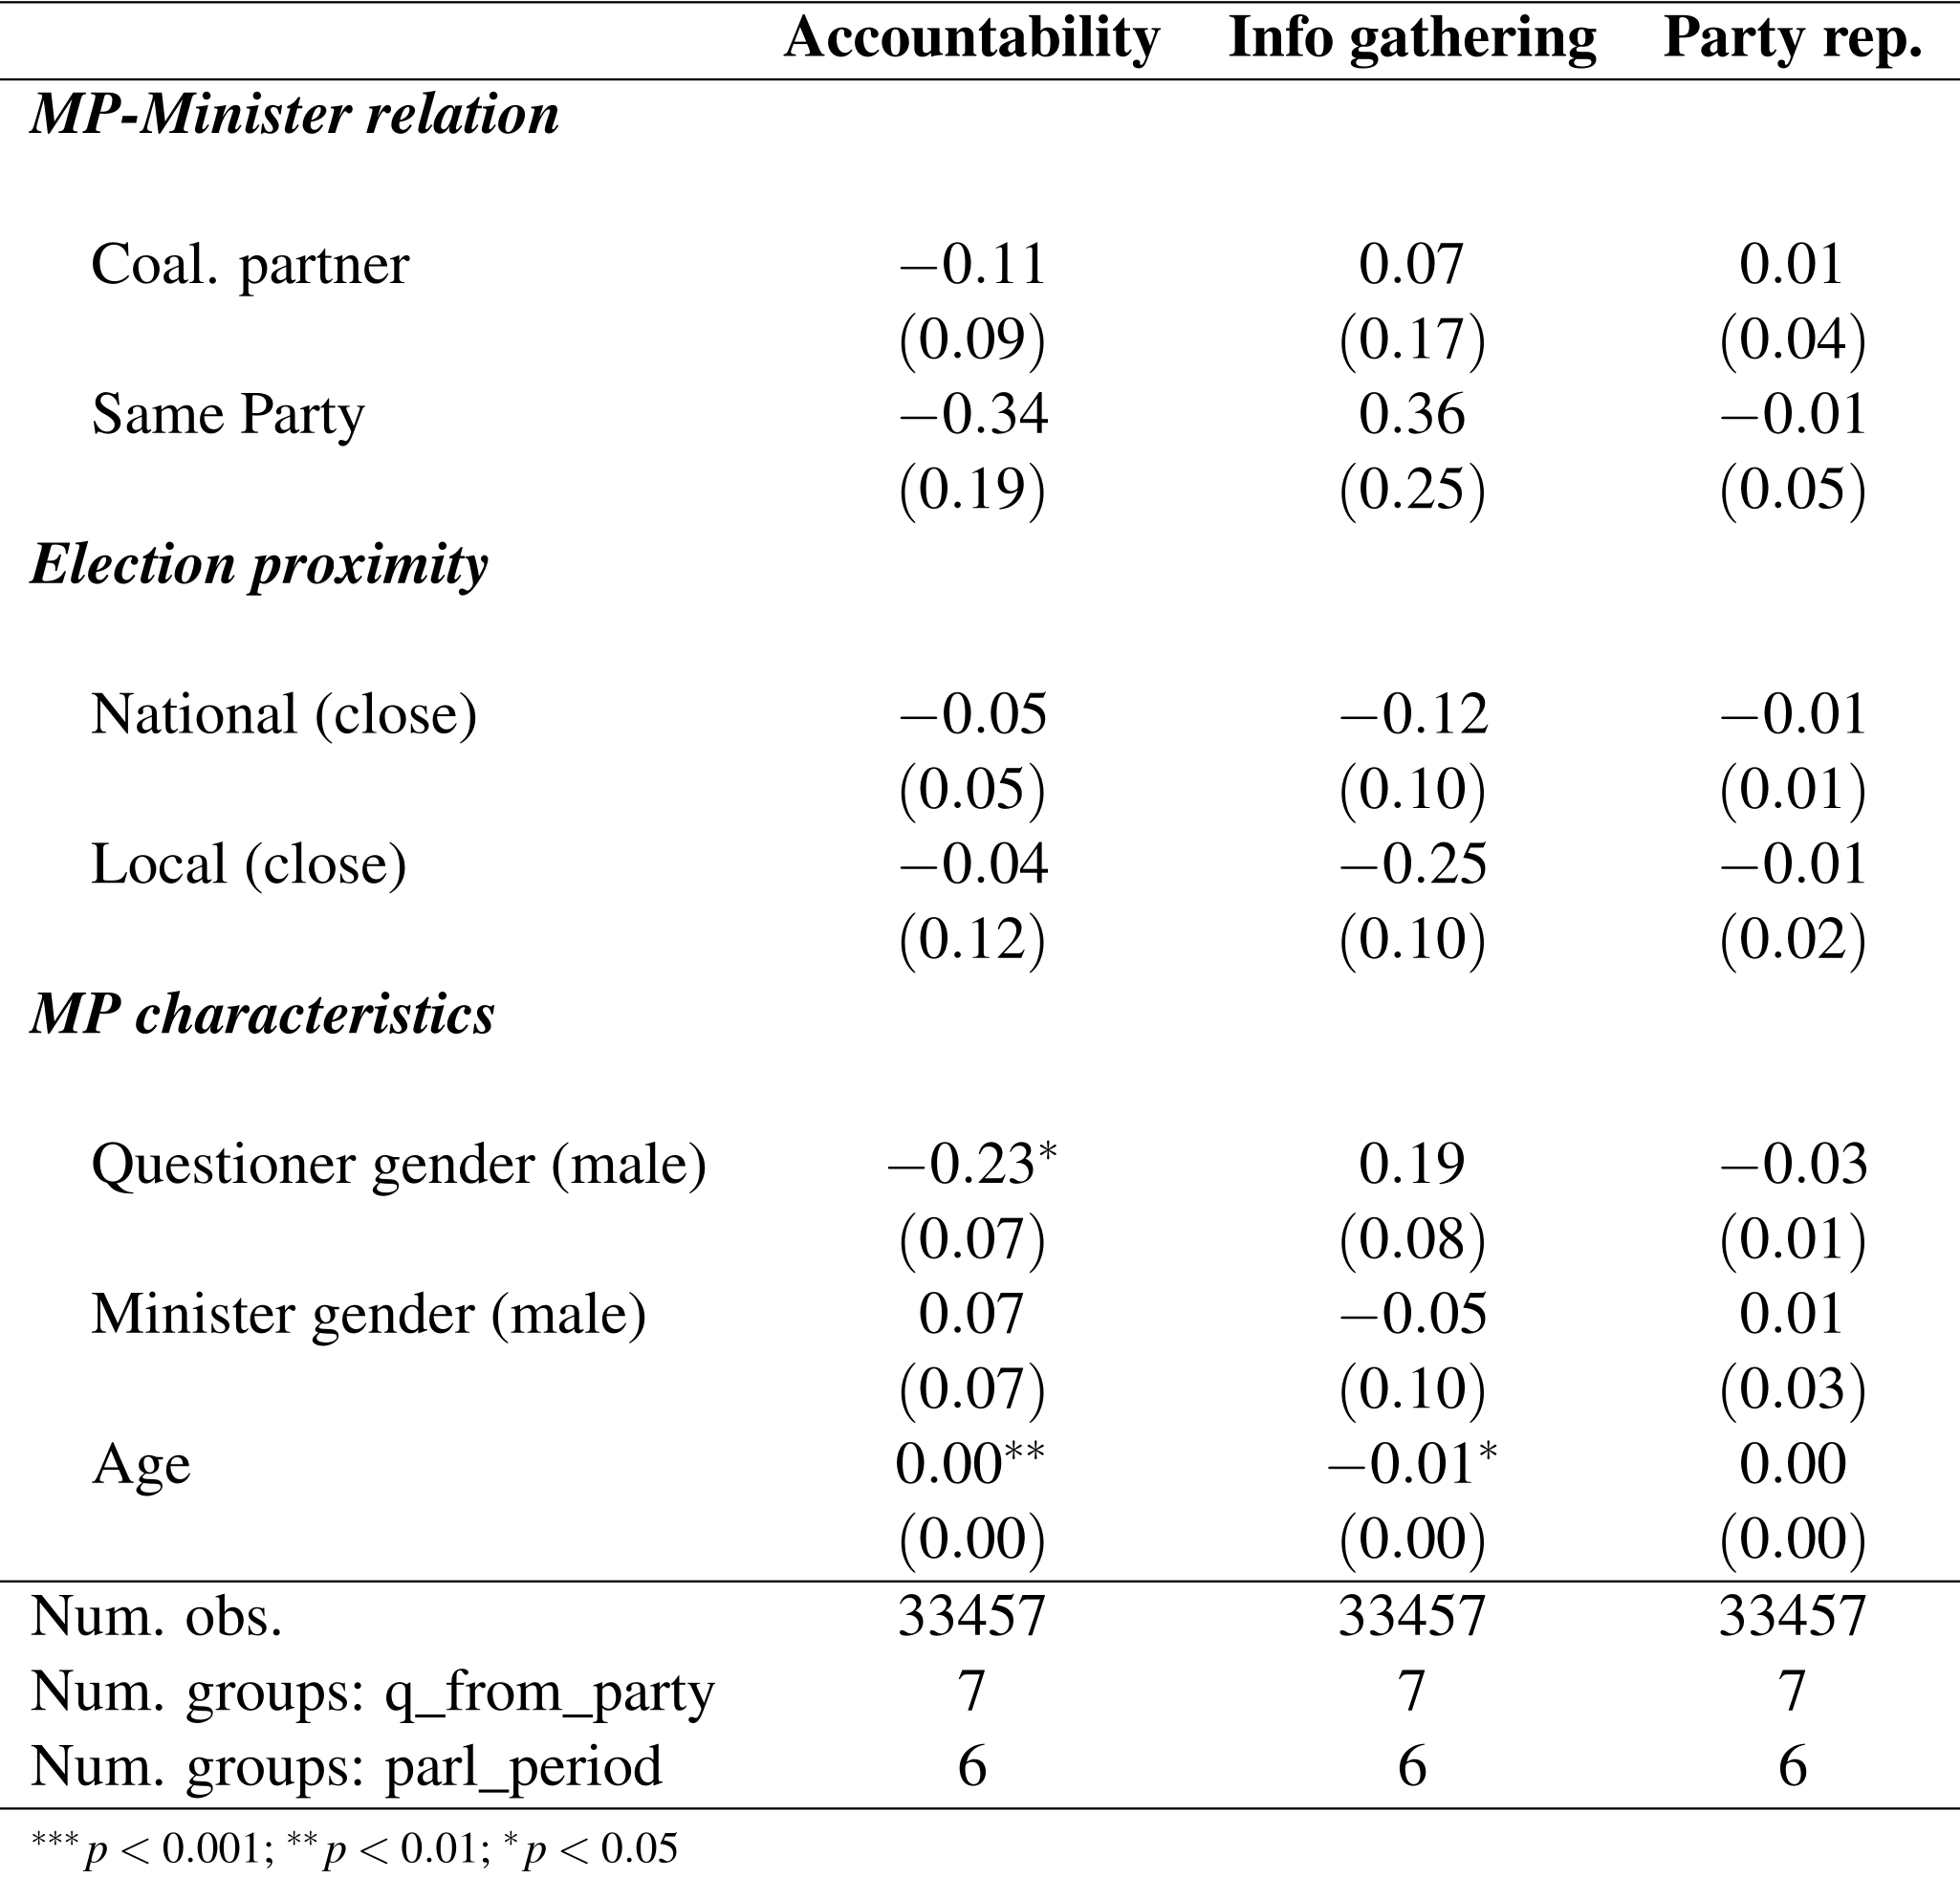 Accountability Info gathering Party rep.
MP-Minister relation
Coal. partner −0.11 0.07 0.01
(0.09) (0.17) (0.04)
Same Party −0.34 0.36 −0.01
(0.19) (0.25) (0.05)
Election proximity
National (close) −0.05 −0.12 −0.01
(0.05) (0.10) (0.01)
Local (close) −0.04 −0.25 −0.01
(0.12) (0.10) (0.02)
MP characteristics
Questioner gender (male) −0.23* 0.19 −0.03
(0.07) (0.08) (0.01)
Minister gender (male) 0.07 −0.05 0.01
(0.07) (0.10) (0.03)
Age 0.00** −0.01* 0.00
(0.00) (0.00) (0.00)
Num. obs. 33457 33457 33457
Num. groups: q_from_party 7 7 7
Num. groups: parl_period 6 6 6
***p < 0.001; **p < 0.01; *p < 0.05